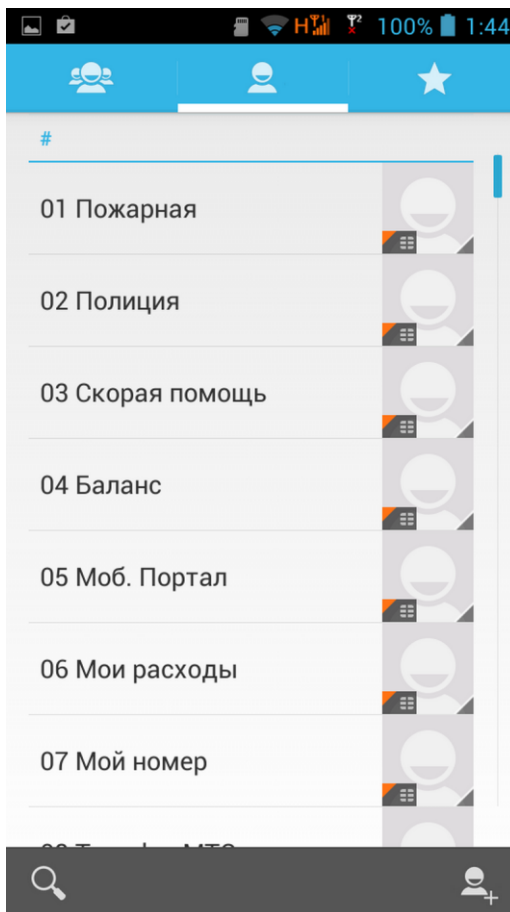 H 100% 1:44
#
01 Пожарная
02 Полиция
03 Скорая помощь
04 Баланс
05 Моб. Портал
06 Мои расходы
07 Мой номер